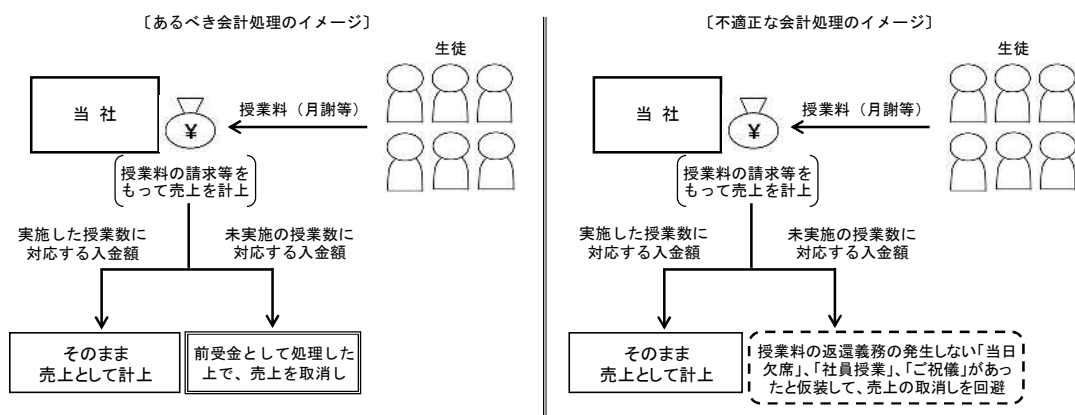 〔あるべき会計処理のイメージ〕
生徒
当 社
¥
授業料（月謝等）
授業料の請求等を
もって売上を計上
実施した授業数に
対応する入金額
未実施の授業数に
対応する入金額
そのまま
売上として計上
前受金として処理した
上で、売上を取消し
〔不適正な会計処理のイメージ〕
生徒
当 社
¥
授業料（月謝等）
授業料の請求等を
もって売上を計上
実施した授業数に
対応する入金額
未実施の授業数に
対応する入金額
そのまま
売上として計上
授業料の返還義務の発生しない「当日
欠席」、「社員授業」、「ご祝儀」があっ
たと仮装して、売上の取消しを回避